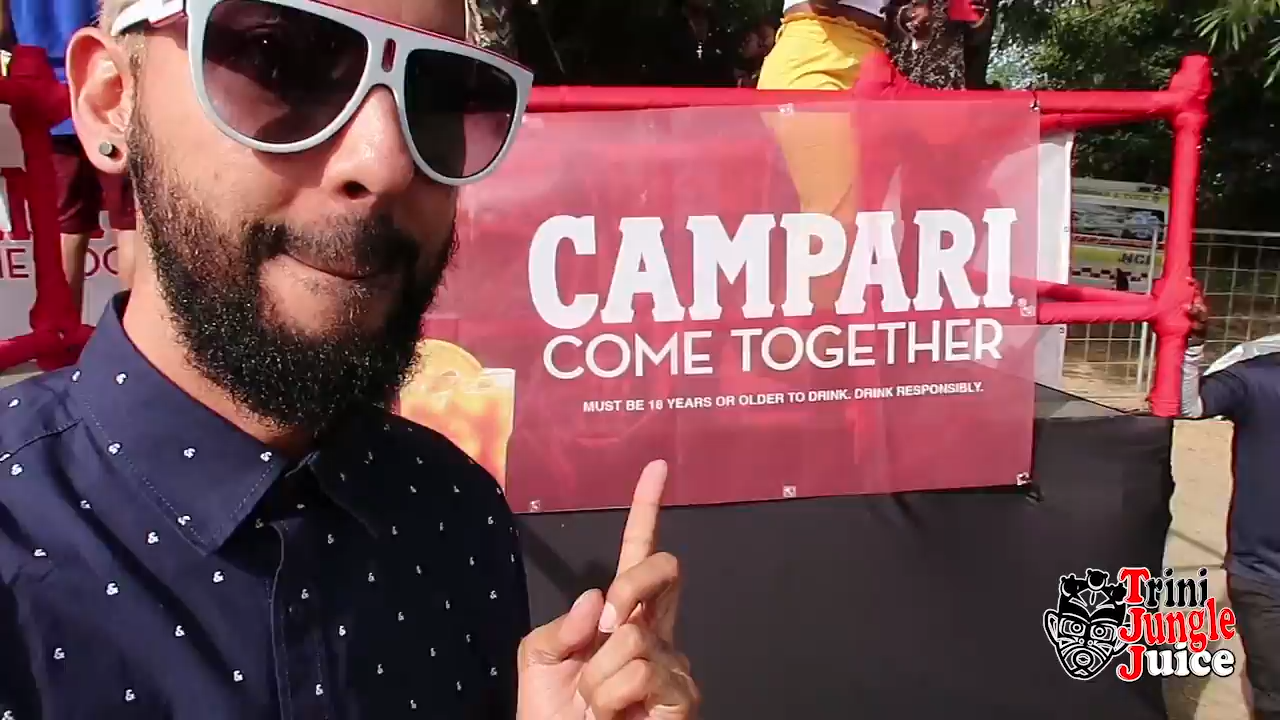 CAMPARI
COME TOGETHER
MUST BE 18 YEARS OR OLDER TO DRINK. DRINK RESPONSIBLY.
Trini
Jungle
Juice